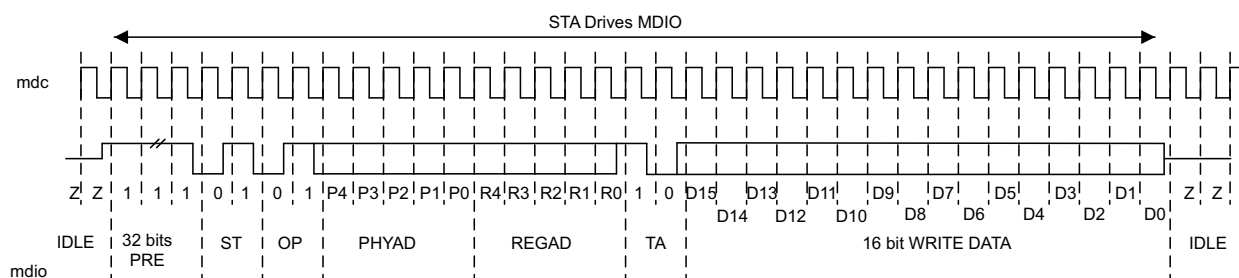 STA Drives MDIO
mdc
Z Z 1 1 1 0 1 0 1 P4 P3 P2 P1 P0 R4 R3 R2 R1 R0 1 0 D15 D13 D11 D9 D7 D5 D3 D1 Z Z
D14 D12 D10 D8 D6 D4 D2 D0
IDLE 32 bits ST OP PHYAD REGAD TA 16 bit WRITE DATA IDLE
PRE
mdio